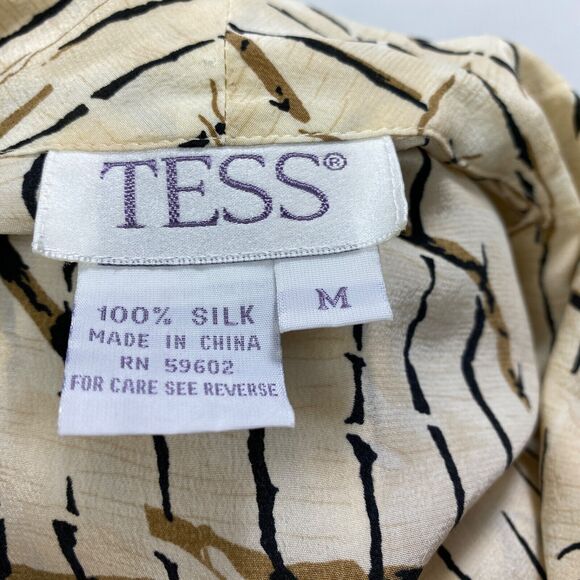 TESS®
M
100% SILK
MADE IN CHINA
RN 59602
FOR CARE SEE REVERSE